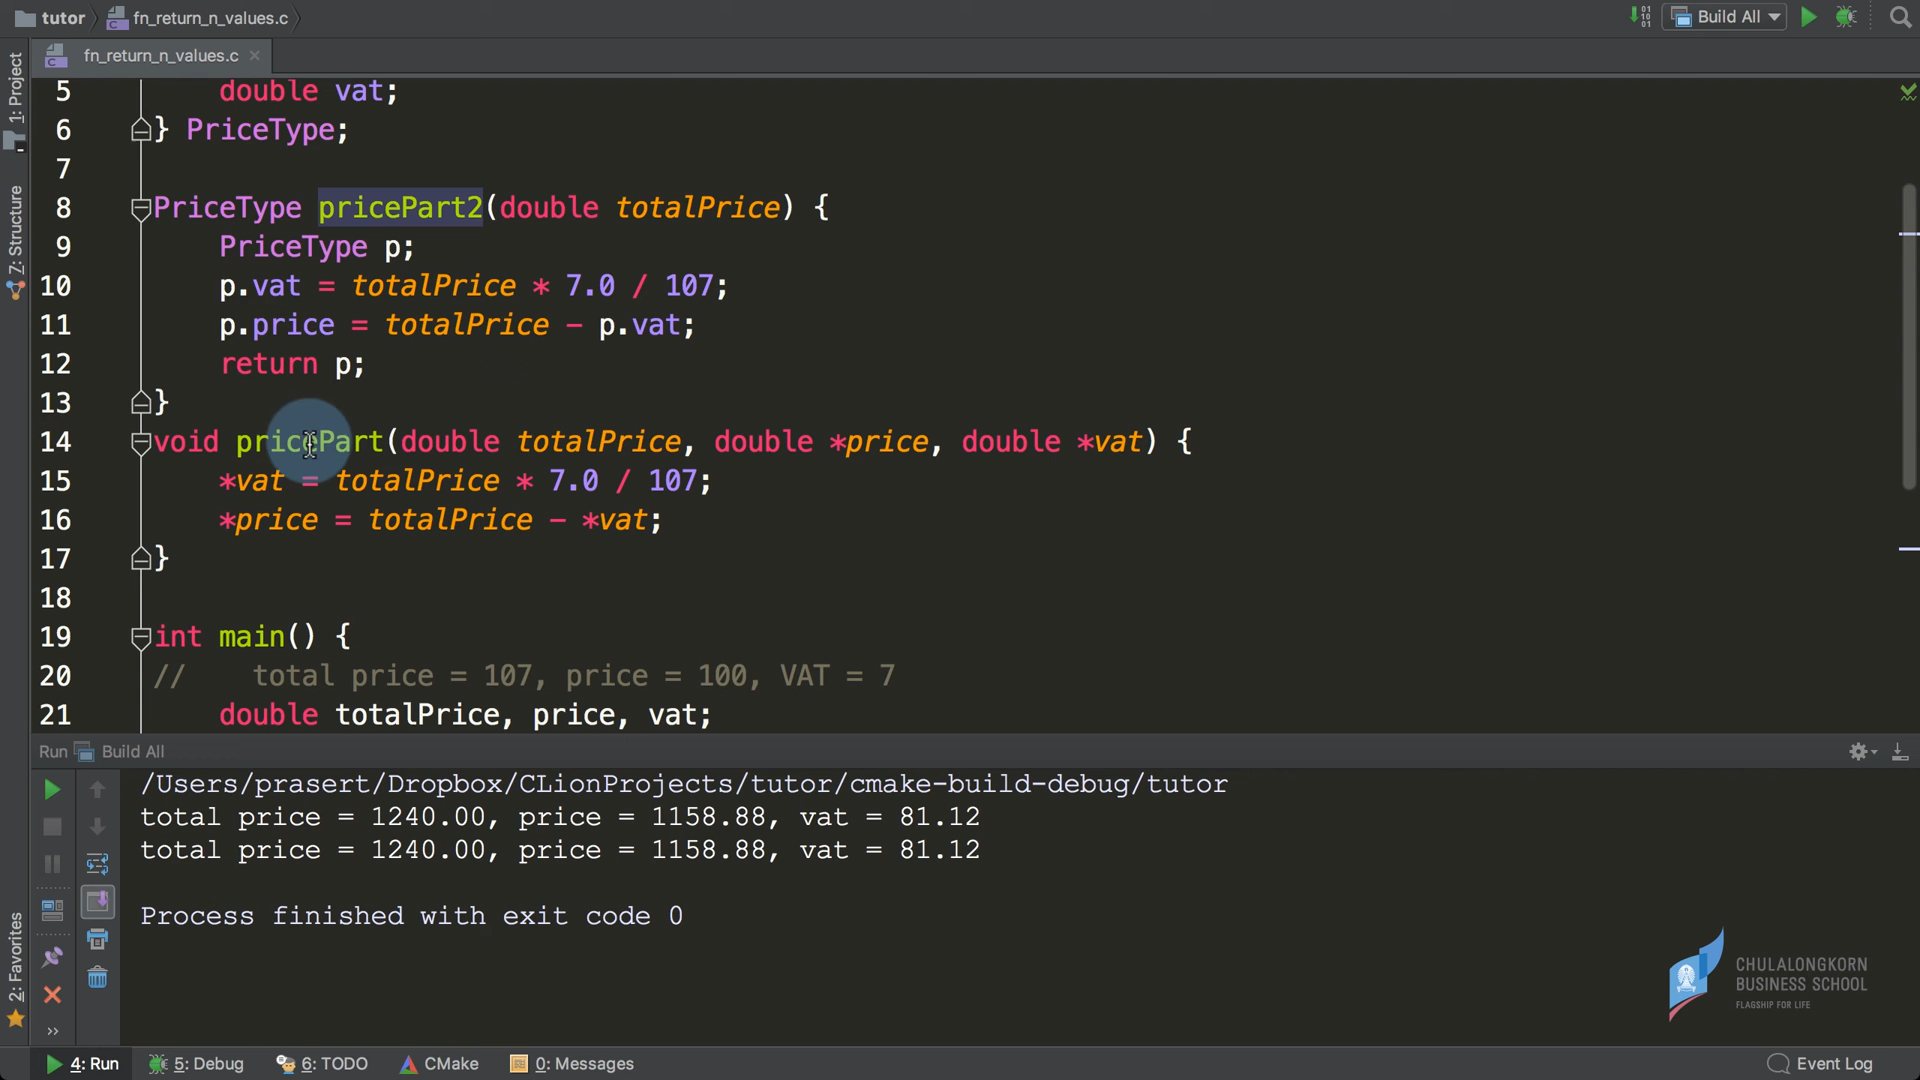 tutor fn_return_n_values.c Build All
fn_return_n_values.c
1: Project
Z: Structure
2: Favorites
5 double vat;
6 } PriceType;
7
8 PriceType pricePart2(double totalPrice) {
9 PriceType p;
10 p.vat = totalPrice * 7.0 / 107;
11 p.price = totalPrice - p.vat;
12 return p;
13 }
14 void pricePart(double totalPrice, double *price, double *vat) {
15 *vat = totalPrice * 7.0 / 107;
16 *price = totalPrice - *vat;
17 }
18
19 int main() {
20 // total price = 107, price = 100, VAT = 7
21 double totalPrice, price, vat;
Run Build All
/Users/prasert/Dropbox/CLionProjects/tutor/cmake-build-debug/tutor
total price = 1240.00, price = 1158.88, vat = 81.12
total price = 1240.00, price = 1158.88, vat = 81.12
Process finished with exit code 0
CHULALONGKORN
BUSINESS SCHOOL
FLAGSHIP FOR LIFE
4: Run 5: Debug 6: TODO CMake 0: Messages Event Log